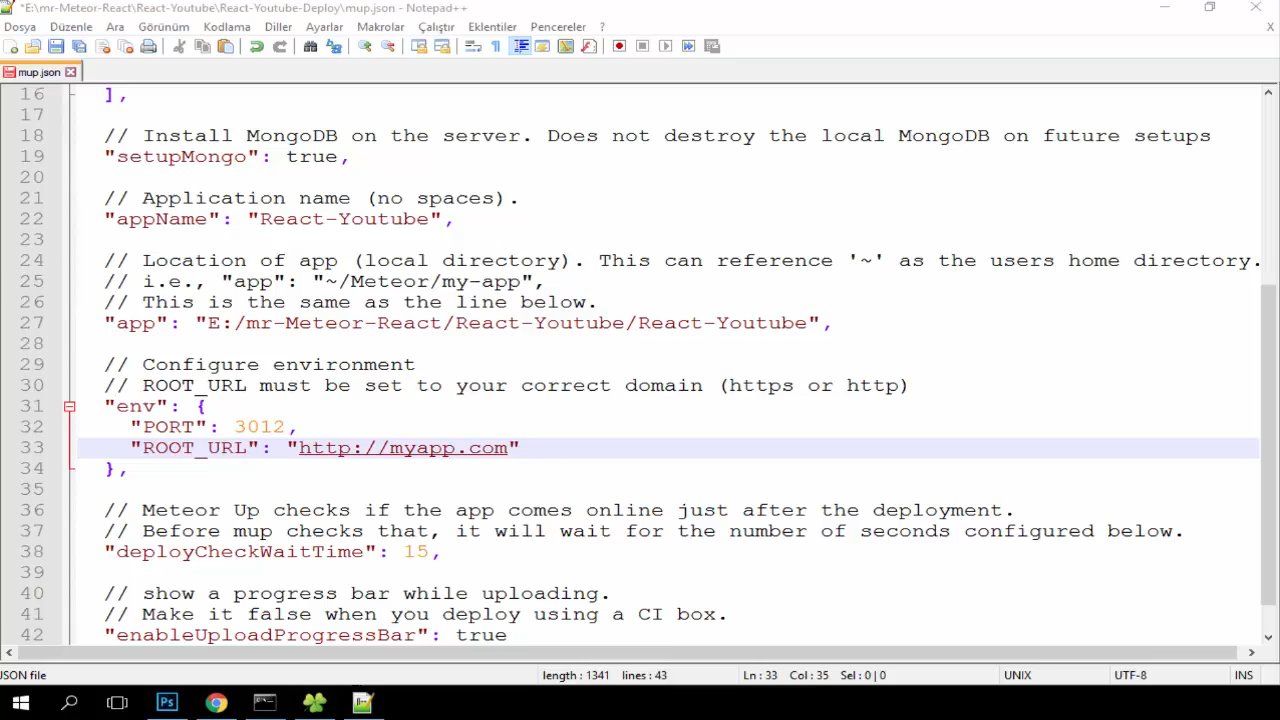 *E:\mr-Meteor-React\React-Youtube\React-Youtube-Deploy\mup.json - Notepad++
Dosya Düzenle Ara Görünüm Kodlama Diller Ayarlar Makrolar Çalıştır Eklentiler Pencereler ?
X
mup.json
16 ],
17
18 // Install MongoDB on the server. Does not destroy the local MongoDB on future setups
19 "setupMongo": true,
20
21 // Application name (no spaces).
22 "appName": "React-Youtube",
23
24 // Location of app (local directory). This can reference '~' as the users home directory.
25 // i.e., "app": "~/Meteor/my-app",
26 // This is the same as the line below.
27 "app": "E:/mr-Meteor-React/React-Youtube/React-Youtube",
28
29 // Configure environment
30 // ROOT_URL must be set to your correct domain (https or http)
31 "env": {
32 "PORT": 3012,
33 "ROOT_URL": "http://myapp.com"
34 },
35
36 // Meteor Up checks if the app comes online just after the deployment.
37 // Before mup checks that, it will wait for the number of seconds configured below.
38 "deployCheckWaitTime": 15,
39
40 // show a progress bar while uploading.
41 // Make it false when you deploy using a CI box.
42 "enableUploadProgressBar": true
JSON file length : 1341 lines : 43 Ln : 33 Col : 35 Sel : 0 | 0 UNIX UTF-8 INS
Ps